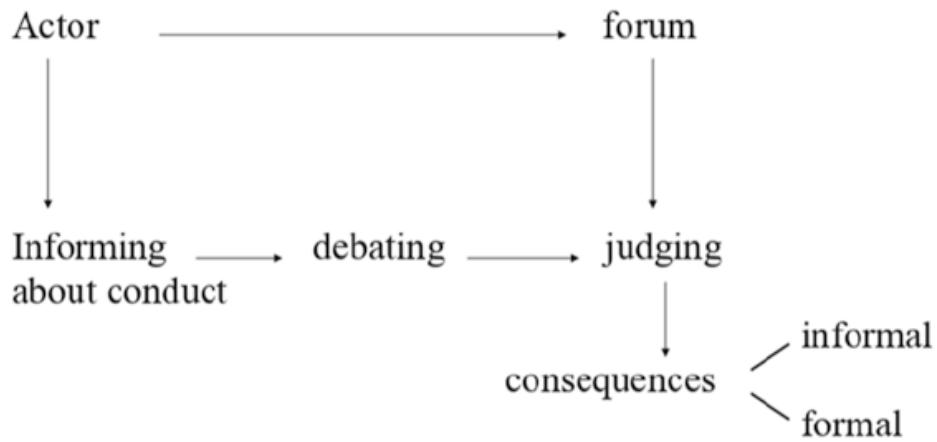 Actor
forum
Informing
about conduct
debating
judging
consequences
informal
formal